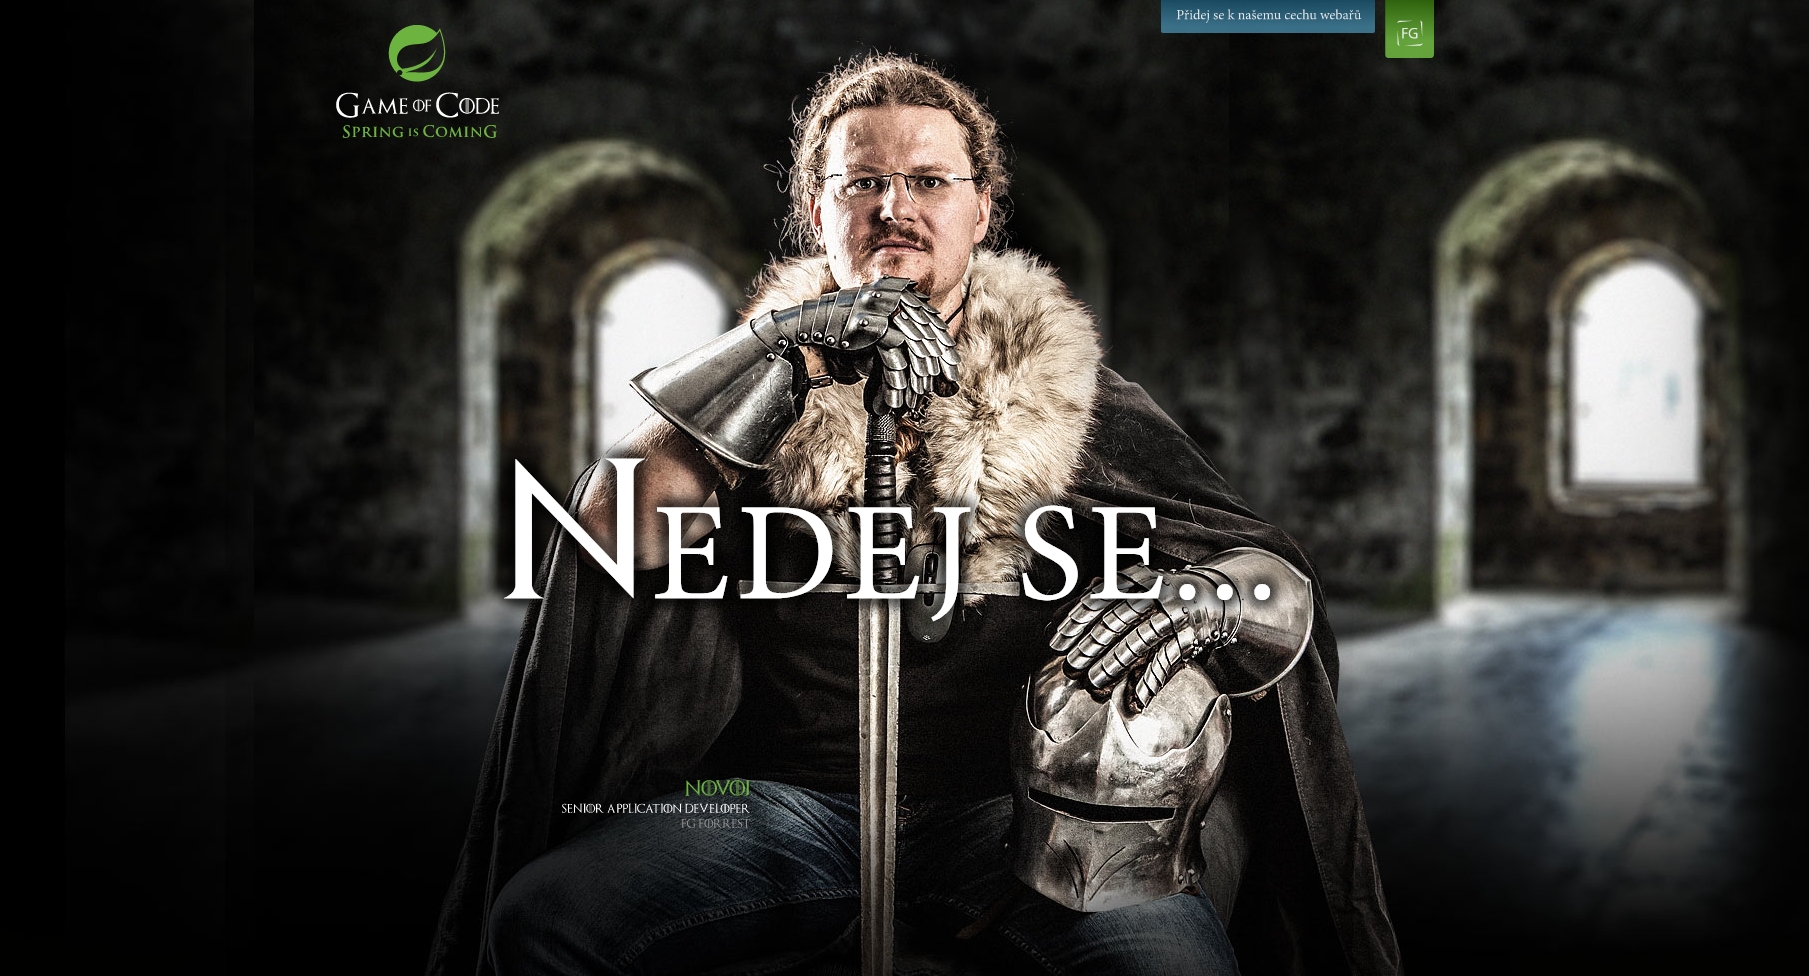 Přidej se k našemu cechu webařů
FG
GAME OF CODE
SPRING IS COMING
NEDEJ SE...
NOVOJ
SENIOR APPLICATION DEVELOPER
FG FORREST